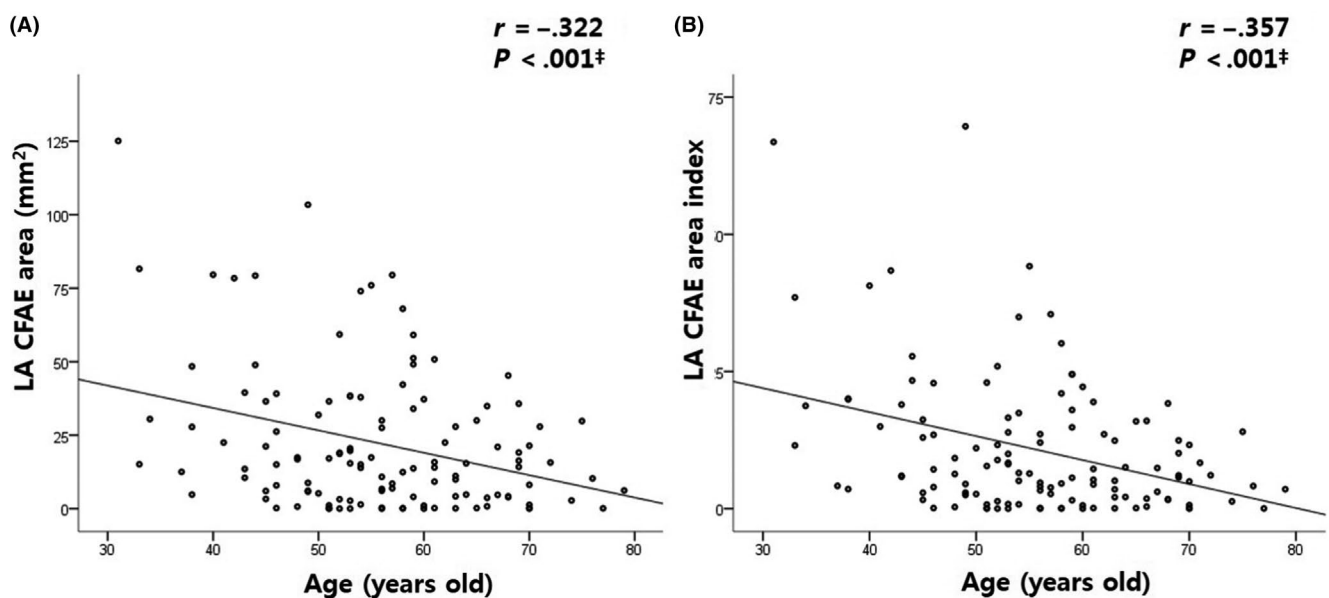 (A)
r = –.322
P < .001‡
LA CFAE area (mm²)
125
100
75
50
25
0
30 40 50 60 70 80
Age (years old)
(B)
r = –.357
P < .001‡
LA CFAE area index
75
0
5
0
30 40 50 60 70 80
Age (years old)